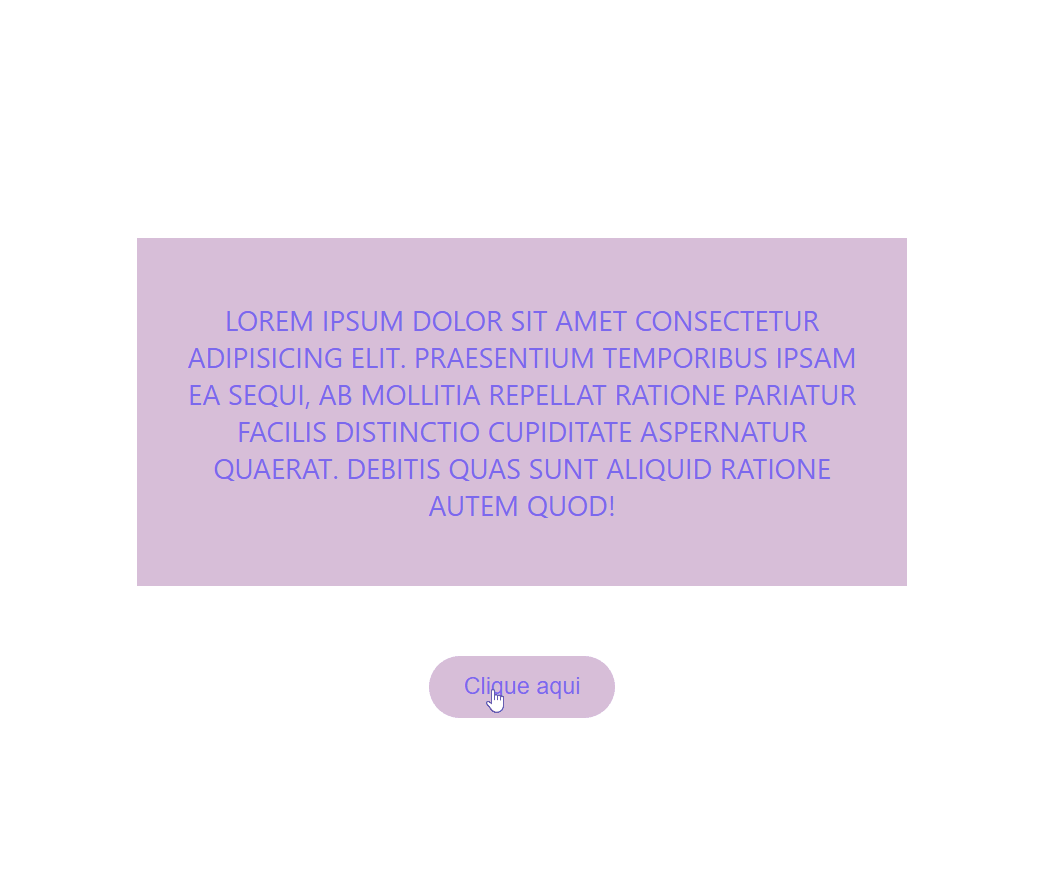 LOREM IPSUM DOLOR SIT AMET CONSECTETUR
ADIPISICING ELIT. PRAESENTIUM TEMPORIBUS IPSAM
EA SEQUI, AB MOLLITIA REPELLAT RATIONE PARIATUR
FACILIS DISTINCTIO CUPIDITATE ASPERNATUR
QUAERAT. DEBITIS QUAS SUNT ALIQUID RATIONE
AUTEM QUOD!
Clique aqui